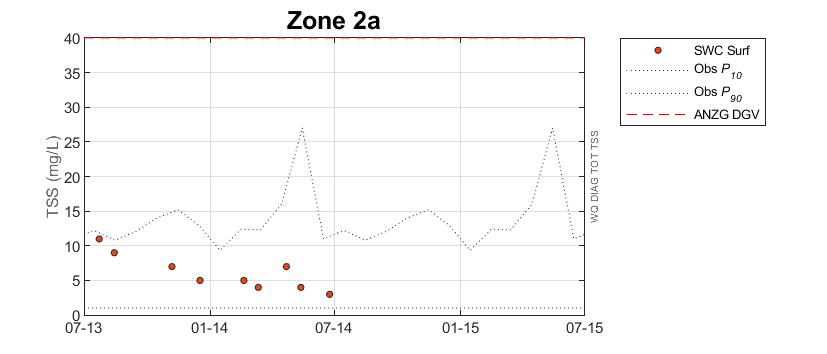 Zone 2a
40
35
30
25
20
15
10
5
0
TSS (mg/L)
07-13
01-14
07-14
01-15
07-15
WQ DIAG TOT TSS
SWC Surf
Obs P10
Obs P90
ANZG DGV